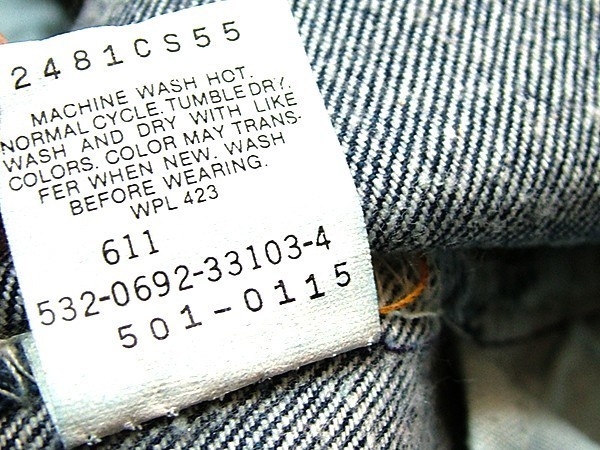 2481CS55
MACHINE WASH HOT.
NORMAL CYCLE. TUMBLE DRY.
WASH AND DRY WITH LIKE
COLORS. COLOR MAY TRANS-
FER WHEN NEW. WASH
BEFORE WEARING.
WPL 423
611
532-0692-33103-4
501-0115